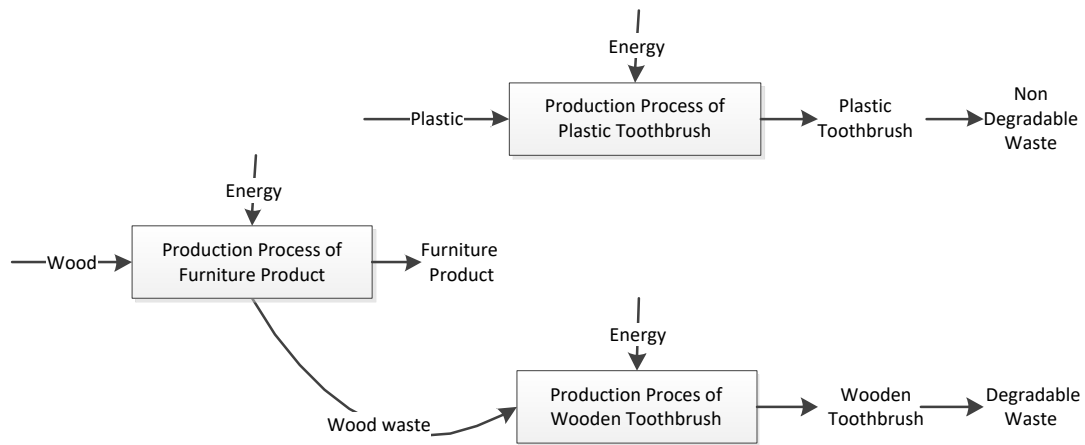 Energy
Plastic
Production Process of
Plastic Toothbrush
Plastic
Toothbrush
Non
Degradable
Waste
Energy
Wood
Production Process of
Furniture Product
Furniture
Product
Wood waste
Energy
Production Proces of
Wooden Toothbrush
Wooden
Toothbrush
Degradable
Waste